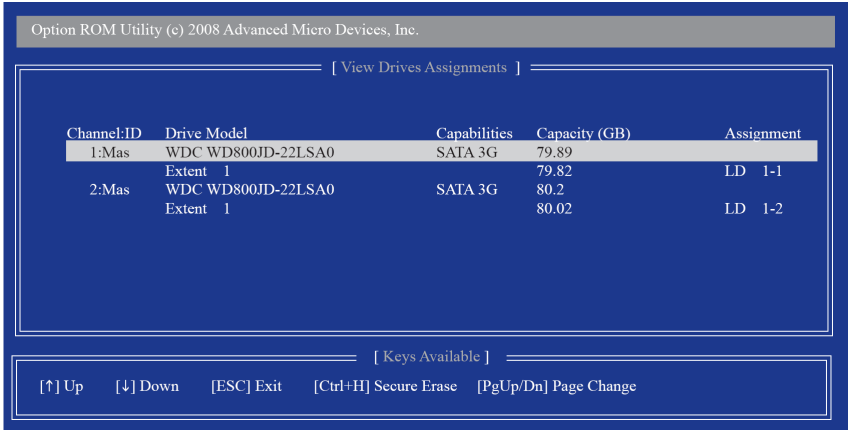 Option ROM Utility (c) 2008 Advanced Micro Devices, Inc.
[ View Drives Assignments ]
Channel:ID Drive Model Capabilities Capacity (GB) Assignment
1:Mas WDC WD800JD-22LSA0 SATA 3G 79.89
Extent 1 79.82 LD 1-1
2:Mas WDC WD800JD-22LSA0 SATA 3G 80.2
Extent 1 80.02 LD 1-2
[ Keys Available ]
[↑] Up [↓] Down [ESC] Exit [Ctrl+H] Secure Erase [PgUp/Dn] Page Change